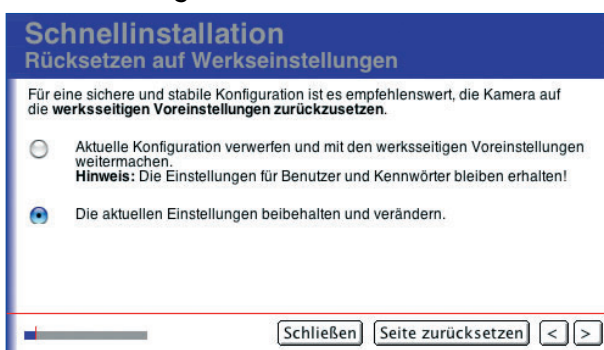 Schnellinstallation
Rücksetzen auf Werkseinstellungen
Für eine sichere und stabile Konfiguration ist es empfehlenswert, die Kamera auf
die werksseitigen Voreinstellungen zurückzusetzen.
Aktuelle Konfiguration verwerfen und mit den werksseitigen Voreinstellungen
weitermachen.
Hinweis: Die Einstellungen für Benutzer und Kennwörter bleiben erhalten!
Die aktuellen Einstellungen beibehalten und verändern.
Schließen Seite zurücksetzen < >